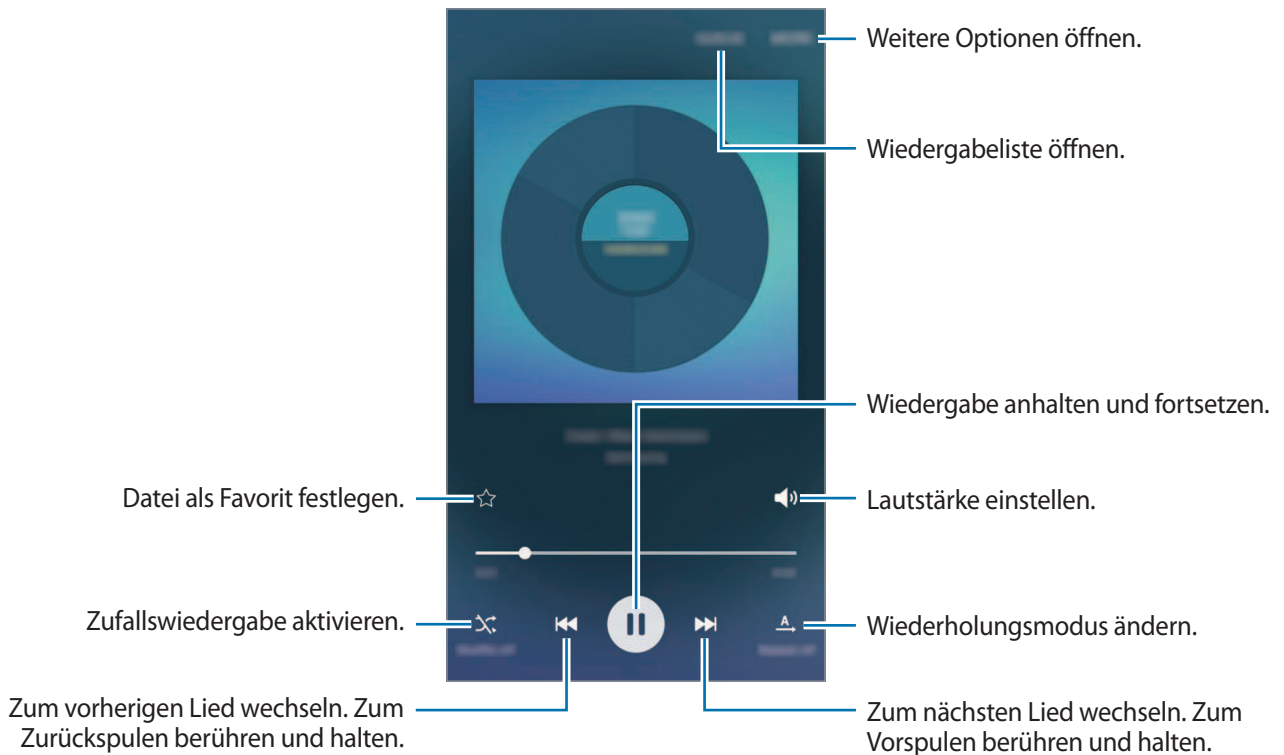 Weitere Optionen öffnen.
Wiedergabeliste öffnen.
Wiedergabe anhalten und fortsetzen.
Datei als Favorit festlegen.
Lautstärke einstellen.
Zufallswiedergabe aktivieren.
A
Wiederholungsmodus ändern.
Zum vorherigen Lied wechseln. Zum
Zurückspulen berühren und halten.
Zum nächsten Lied wechseln. Zum
Vorspulen berühren und halten.